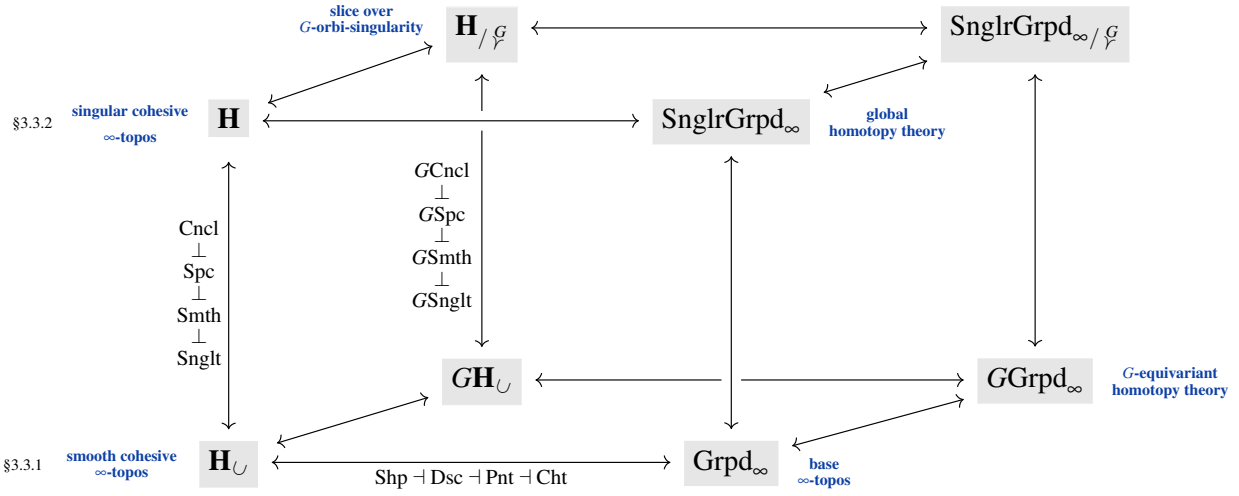 slice over
G-orbi-singularity
𝐇/ᴳ𝛾
SnglrGrpd∞/ᴳ𝛾
§3.3.2
singular cohesive
∞-topos
𝐇
SnglrGrpd∞
global
homotopy theory
GCncl
⊥
GSpc
⊥
GSmth
⊥
GSnglt
Cncl
⊥
Spc
⊥
Smth
⊥
Snglt
G𝐇∪
GGrpd∞
G-equivariant
homotopy theory
§3.3.1
smooth cohesive
∞-topos
𝐇∪
Shp ⊣ Dsc ⊣ Pnt ⊣ Cht
Grpd∞
base
∞-topos